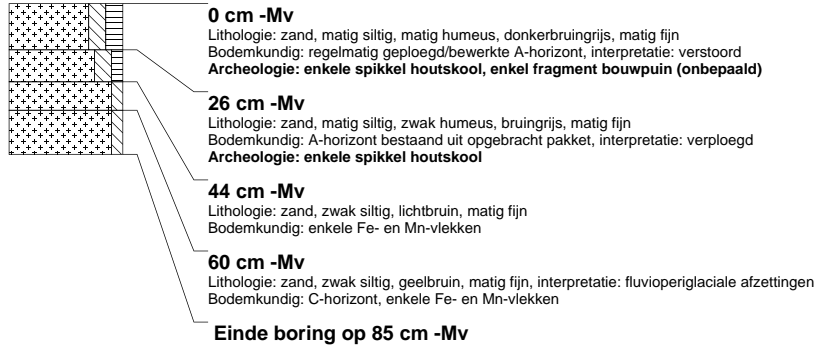 0 cm -Mv
Lithologie: zand, matig siltig, matig humeus, donkerbruingrijs, matig fijn
Bodemkundig: regelmatig geploegd/bewerkte A-horizont, interpretatie: verstoord
Archeologie: enkele spikkel houtskool, enkel fragment bouwpuin (onbepaald)
26 cm -Mv
Lithologie: zand, matig siltig, zwak humeus, bruingrijs, matig fijn
Bodemkundig: A-horizont bestaand uit opgebracht pakket, interpretatie: verploegd
Archeologie: enkele spikkel houtskool
44 cm -Mv
Lithologie: zand, zwak siltig, lichtbruin, matig fijn
Bodemkundig: enkele Fe- en Mn-vlekken
60 cm -Mv
Lithologie: zand, zwak siltig, geelbruin, matig fijn, interpretatie: fluvioperiglaciale afzettingen
Bodemkundig: C-horizont, enkele Fe- en Mn-vlekken
Einde boring op 85 cm -Mv